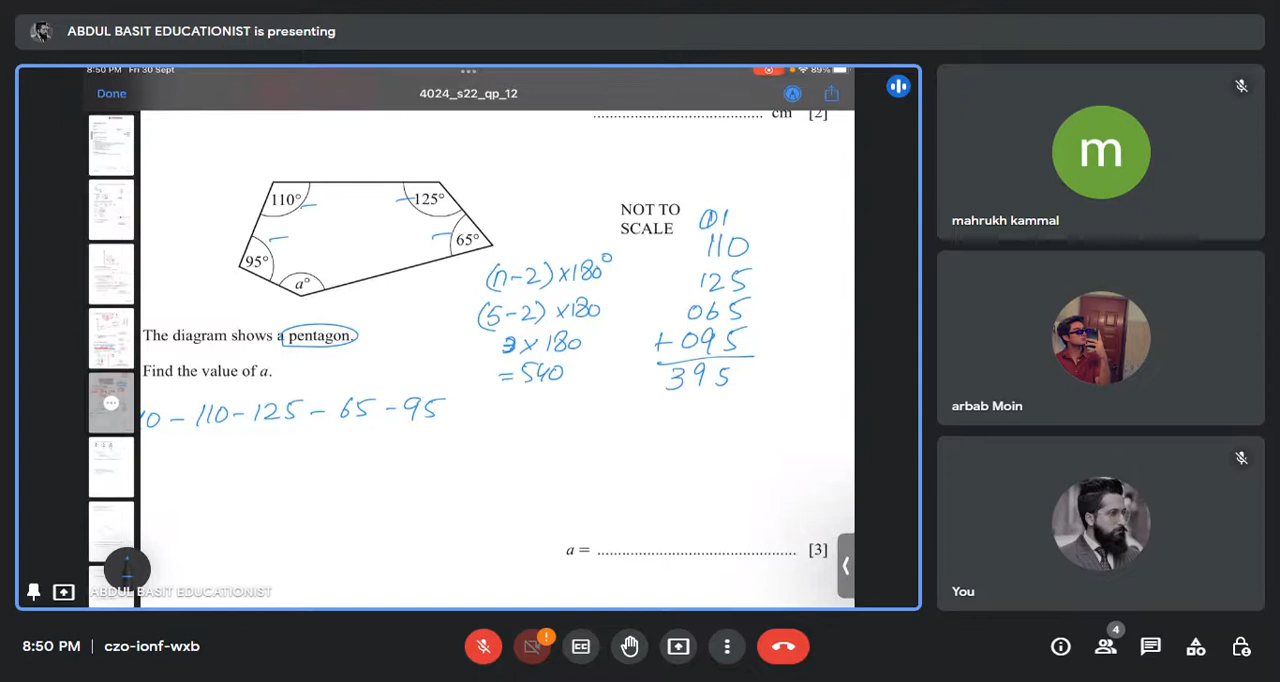 ABDUL BASIT EDUCATIONIST is presenting
8:50 PM Fri 30 Sept
89%
Done
4024_s22_qp_12
cm [2]
110°
125°
65°
95°
a°
NOT TO
SCALE
01
110
125
065
+ 095
395
(n-2) × 180°
(5-2) × 180
3 × 180
= 540
The diagram shows a pentagon.
Find the value of a.
40 - 110 - 125 - 65 - 95
a = ................................................ [3]
ABDUL BASIT EDUCATIONIST
m
mahrukh kammal
arbab Moin
You
8:50 PM | czo-ionf-wxb
CC
4